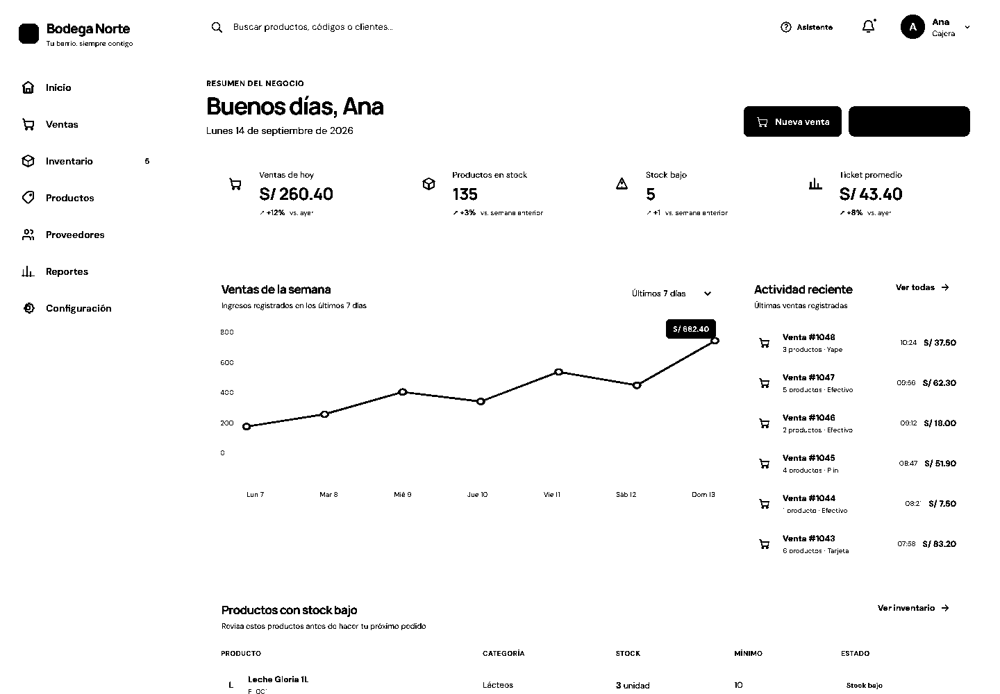 Bodega Norte
Tu barrio, siempre contigo
Buscar productos, códigos o clientes...
Asistente
A
Ana
Cajera
Inicio
Ventas
Inventario 5
Productos
Proveedores
Reportes
Configuración
RESUMEN DEL NEGOCIO
Buenos días, Ana
Lunes 14 de septiembre de 2026
Nueva venta
Ventas de hoy
S/ 260.40
↗ +12% vs. ayer
Productos en stock
135
↗ +3% vs. semana anterior
Stock bajo
5
↗ +1 vs. semana anterior
Ticket promedio
S/ 43.40
↗ +8% vs. ayer
Ventas de la semana
Ingresos registrados en los últimos 7 días
Últimos 7 días
S/ 682.40
800
600
400
200
0
Lun 7 Mar 8 Mié 9 Jue 10 Vie 11 Sáb 12 Dom 13
Actividad reciente
Últimas ventas registradas
Ver todas →
Venta #1048
3 productos · Yape
10:24 S/ 37.50
Venta #1047
5 productos · Efectivo
09:56 S/ 62.30
Venta #1046
2 productos · Efectivo
09:12 S/ 18.00
Venta #1045
4 productos · Plin
08:47 S/ 51.90
Venta #1044
1 producto · Efectivo
S/ 7.50
Venta #1043
6 productos · Tarjeta
07:58 S/ 83.20
Productos con stock bajo
Revisa estos productos antes de hacer tu próximo pedido
Ver inventario →
PRODUCTO CATEGORÍA STOCK MÍNIMO ESTADO
L
Leche Gloria 1L
Lácteos 3 unidad 10 Stock bajo